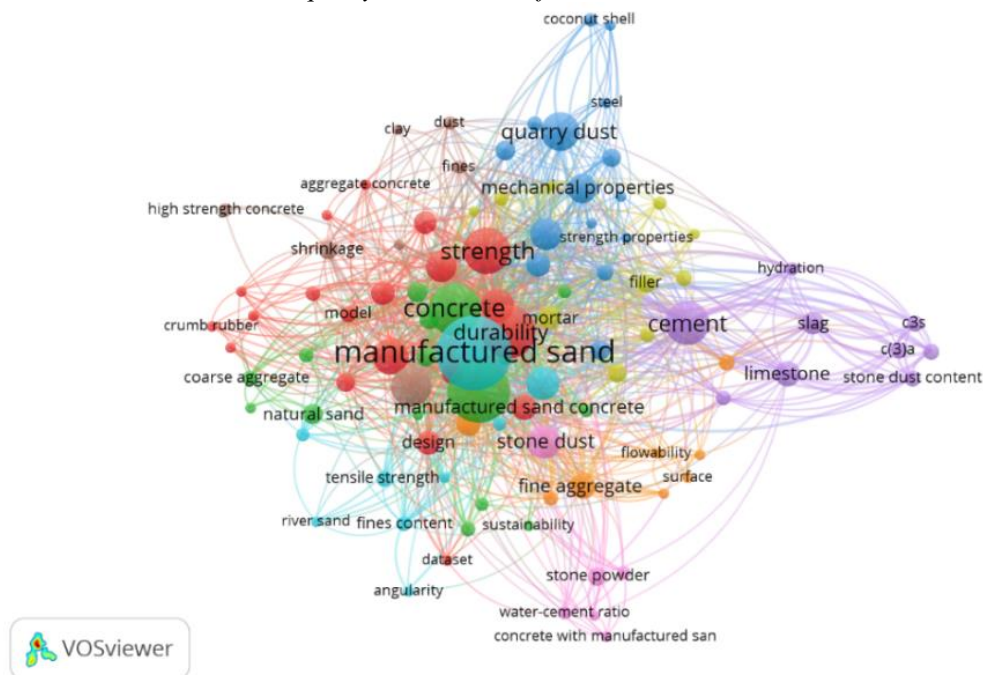 coconut shell
steel
dust
clay
quarry dust
fines
aggregate concrete
mechanical properties
high strength concrete
strength properties
shrinkage
strength
hydration
filler
concrete
model
mortar
cement
slag
c3s
crumb rubber
durability
c(3)a
manufactured sand
limestone
stone dust content
coarse aggregate
manufactured sand concrete
natural sand
design
stone dust
flowability
tensile strength
fine aggregate
surface
river sand
fines content
sustainability
dataset
stone powder
angularity
water-cement ratio
concrete with manufactured san
VOSviewer